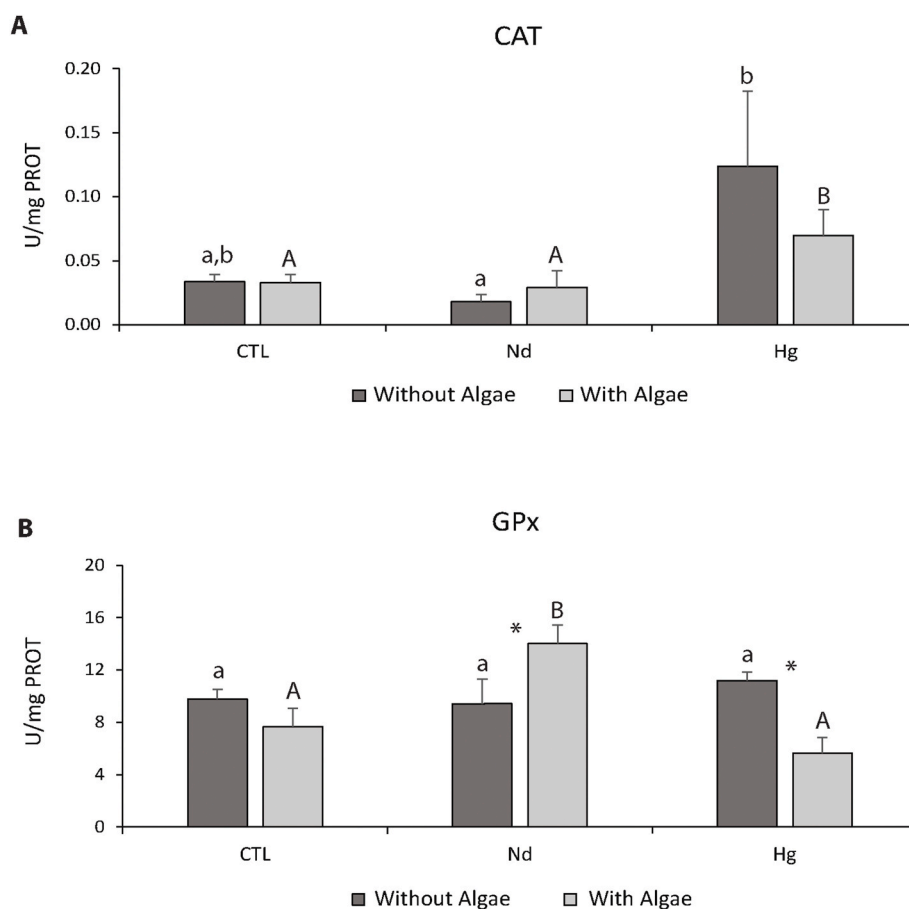 A
CAT
0.20
0.15
0.10
0.05
0.00
U/mg PROT
a,b
A
a
A
b
B
CTL Nd Hg
Without Algae With Algae
B
GPx
20
16
12
8
4
0
U/mg PROT
a
A
a
*
B
a
*
A
CTL Nd Hg
Without Algae With Algae